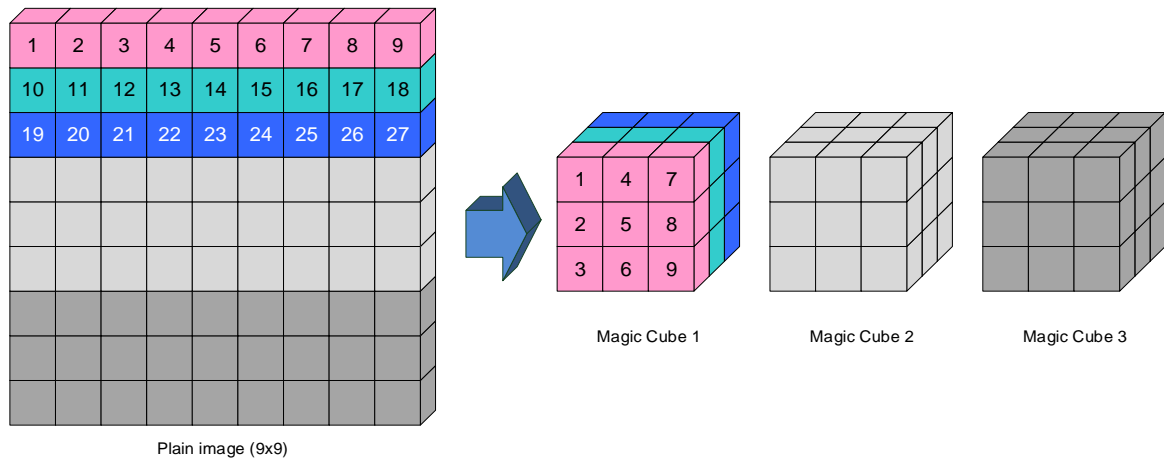 1 2 3 4 5 6 7 8 9
10 11 12 13 14 15 16 17 18
19 20 21 22 23 24 25 26 27
1 4 7
2 5 8
3 6 9
Magic Cube 1
Magic Cube 2
Magic Cube 3
Plain image (9x9)